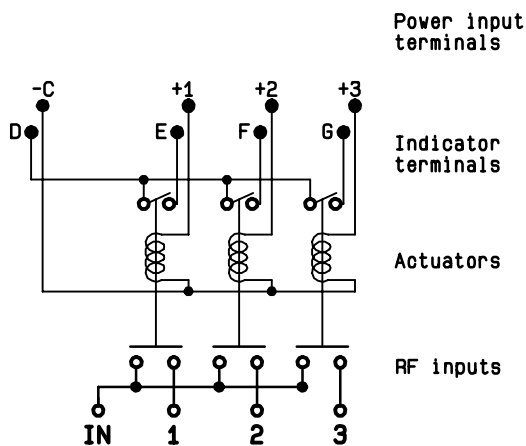 Power input
terminals
-C +1 +2 +3
D E F G
Indicator
terminals
Actuators
RF inputs
IN 1 2 3